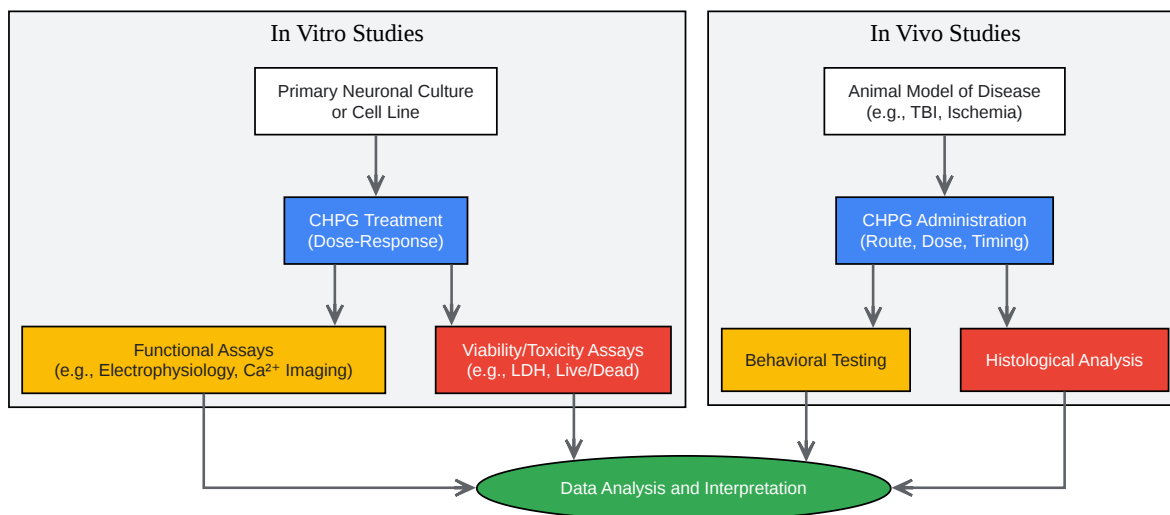 In Vitro Studies
Primary Neuronal Culture
or Cell Line
CHPG Treatment
(Dose-Response)
Functional Assays
(e.g., Electrophysiology, Ca²⁺ Imaging)
Viability/Toxicity Assays
(e.g., LDH, Live/Dead)
In Vivo Studies
Animal Model of Disease
(e.g., TBI, Ischemia)
CHPG Administration
(Route, Dose, Timing)
Behavioral Testing
Histological Analysis
Data Analysis and Interpretation